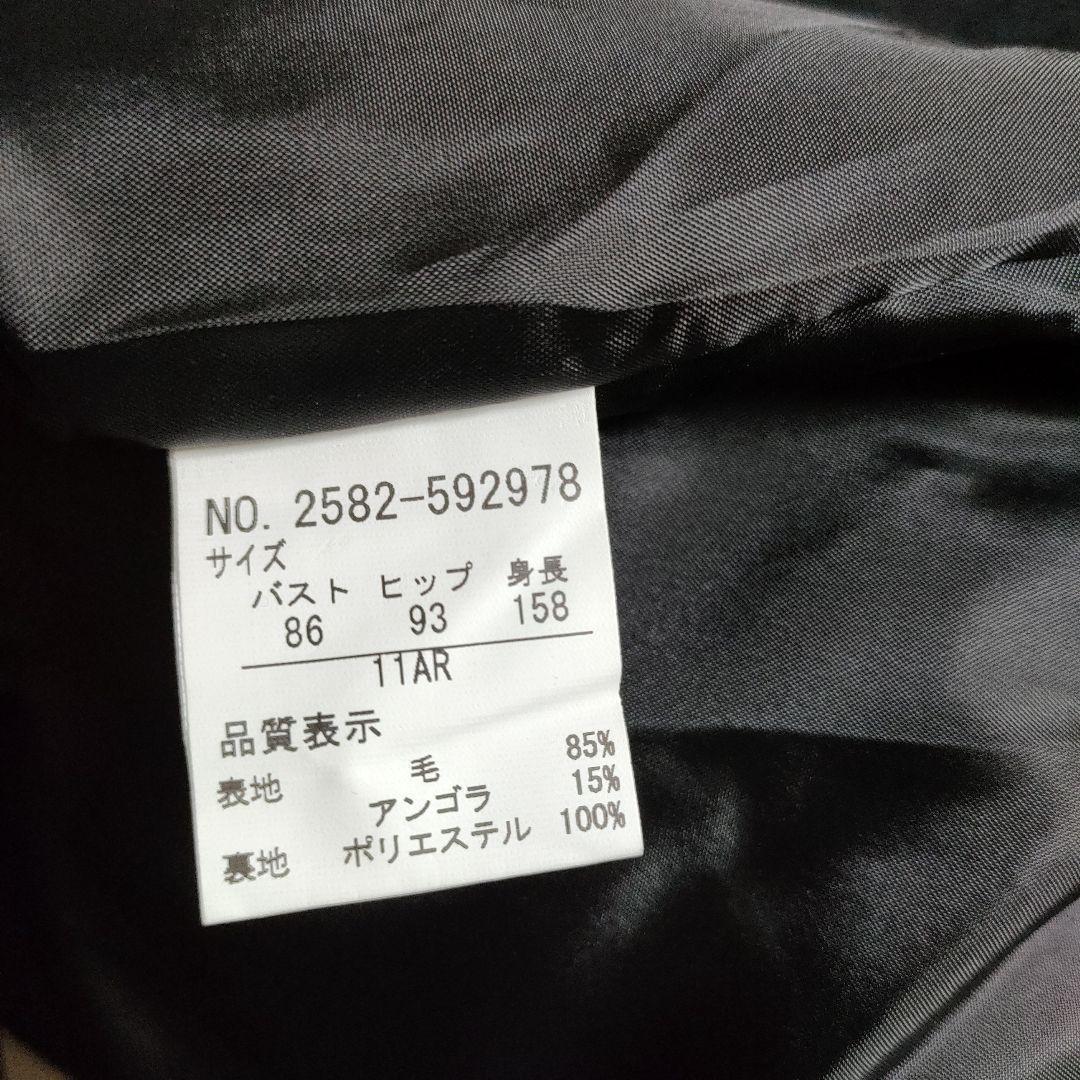 NO. 2582-592978
サイズ
バスト ヒップ 身長
86 93 158
11AR
品質表示
表地 毛 85%
アンゴラ 15%
裏地 ポリエステル 100%